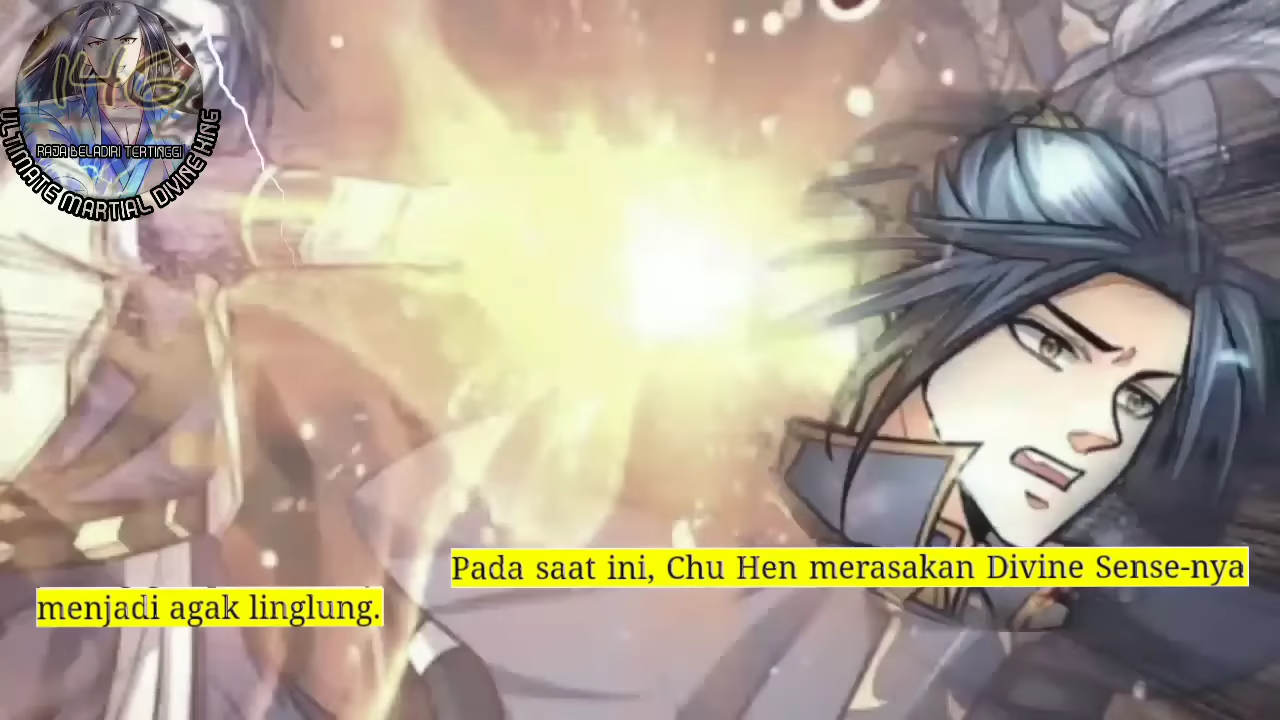 146
RAJA BELADIRI TERTINGGI
ULTIMATE MARTIAL DIVINE KING
Pada saat ini, Chu Hen merasakan Divine Sense-nya
menjadi agak linglung.